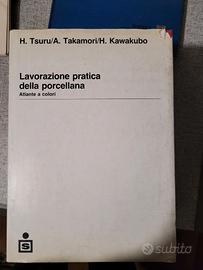 H. Tsuru/A. Takamori/H. Kawakubo
Lavorazione pratica
della porcellana
Atlante a colori
subito